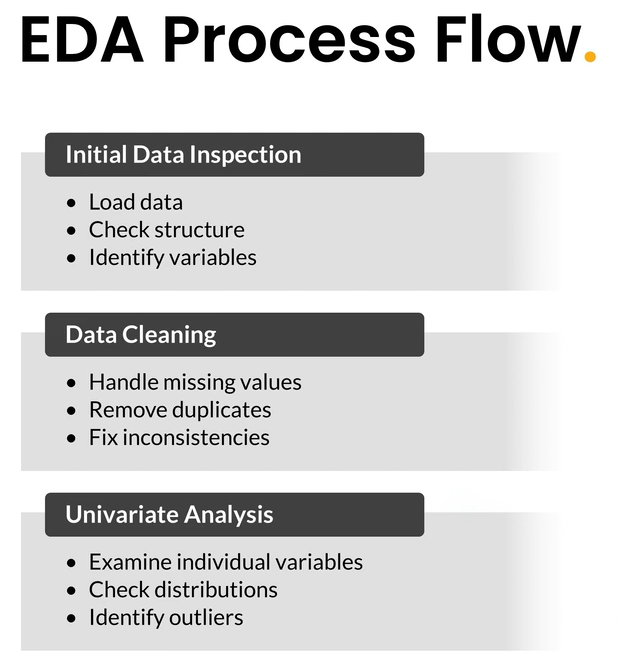 EDA Process Flow.
Initial Data Inspection
• Load data
• Check structure
• Identify variables
Data Cleaning
• Handle missing values
• Remove duplicates
• Fix inconsistencies
Univariate Analysis
• Examine individual variables
• Check distributions
• Identify outliers